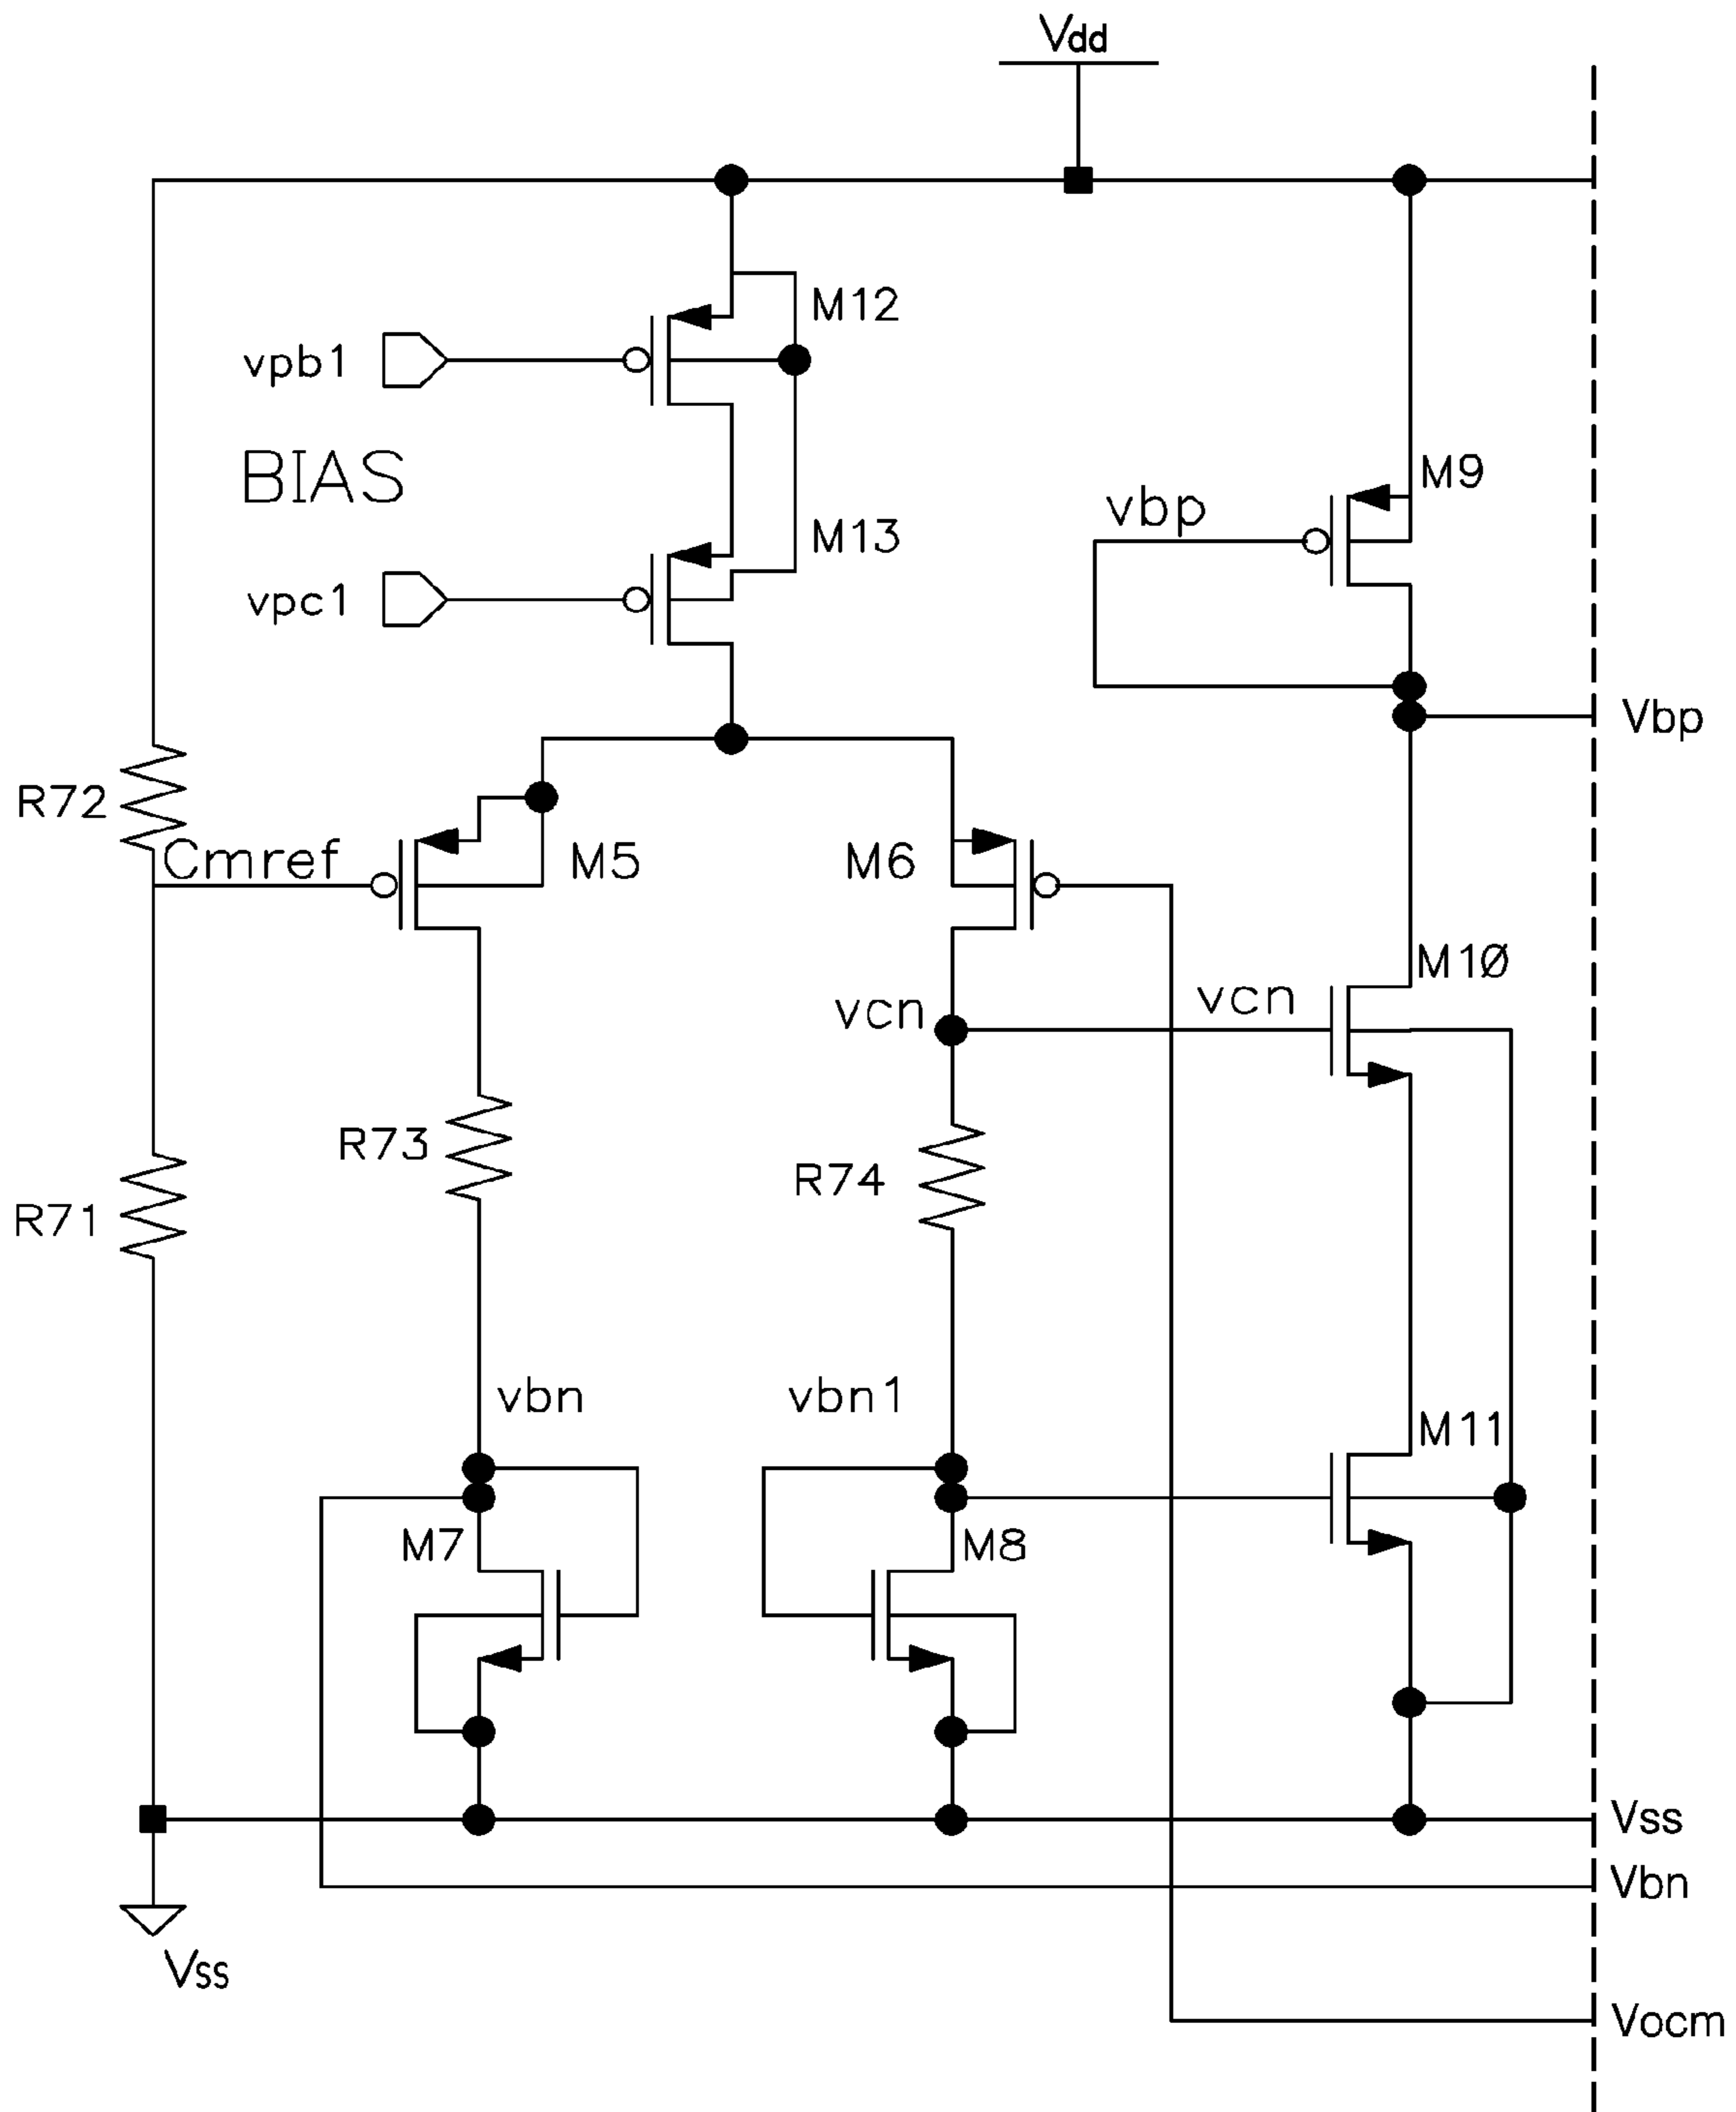 Vdd
M12
vpb1
BIAS
M9
vbp
M13
vpc1
Vbp
R72
Cmref
M5
M6
M1Ø
vcn
vcn
R73
R74
R71
vbn
vbn1
M11
M7
M8
Vss
Vbn
Vss
Vocm